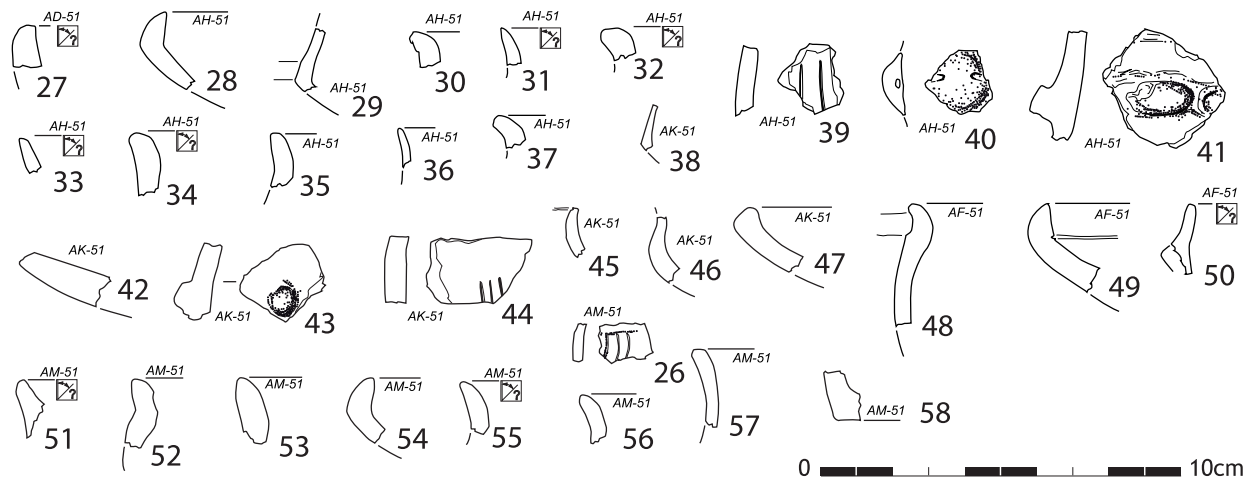 AD-51 ?
27
AH-51
28
AH-51
29
AH-51
30
AH-51 ?
31
AH-51 ?
32
AH-51
39
AH-51
40
AH-51
41
AH-51 ?
33
AH-51 ?
34
AH-51
35
AH-51
36
AH-51
37
AK-51
38
AK-51
42
AK-51
43
AK-51
44
AK-51
45
AK-51
46
AK-51
47
AF-51
48
AF-51
49
AF-51 ?
50
AM-51
26
AM-51 ?
51
AM-51
52
AM-51
53
AM-51
54
AM-51 ?
55
AM-51
56
AM-51
57
AM-51
58
0 10cm